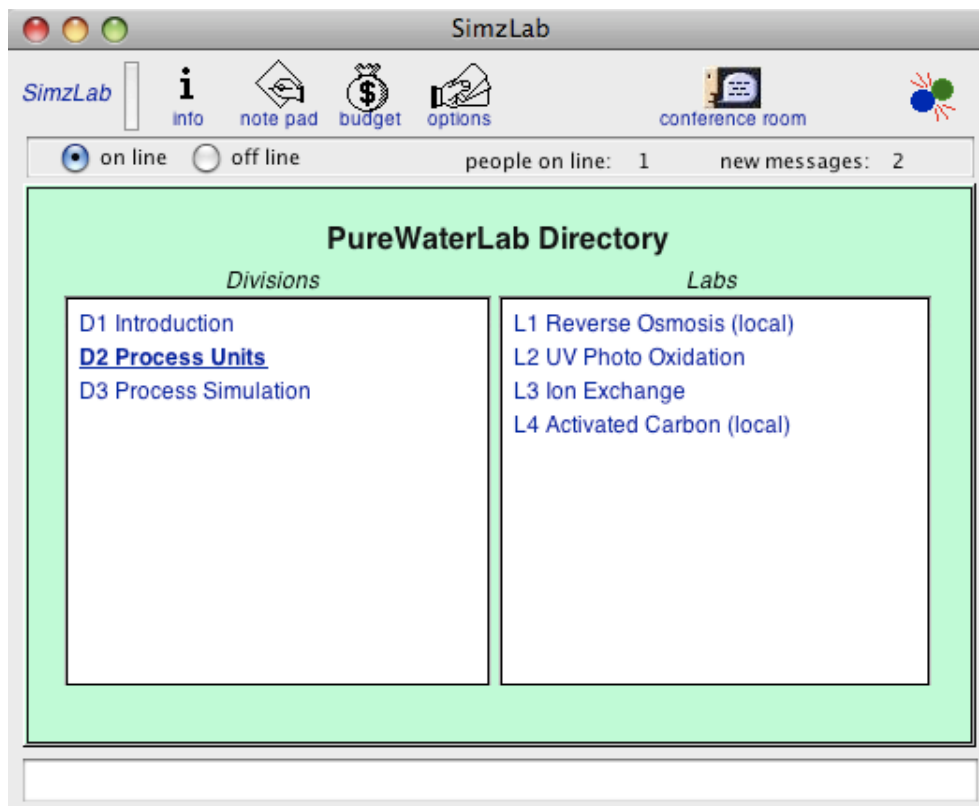 SimzLab
SimzLab
info note pad budget options conference room
on line off line people on line: 1 new messages: 2
PureWaterLab Directory
Divisions Labs
D1 Introduction L1 Reverse Osmosis (local)
D2 Process Units L2 UV Photo Oxidation
D3 Process Simulation L3 Ion Exchange
L4 Activated Carbon (local)